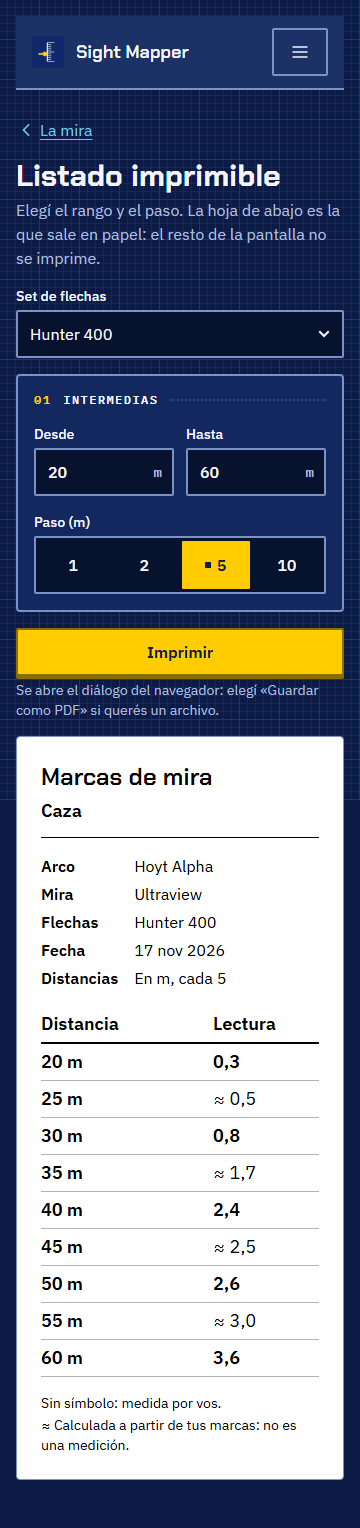 Sight Mapper
La mira
Listado imprimible
Elegí el rango y el paso. La hoja de abajo es la
que sale en papel: el resto de la pantalla no
se imprime.
Set de flechas
Hunter 400
01 INTERMEDIAS
Desde Hasta
20 m 60 m
Paso (m)
1 2 5 10
Imprimir
Se abre el diálogo del navegador: elegí «Guardar
como PDF» si querés un archivo.
Marcas de mira
Caza
Arco Hoyt Alpha
Mira Ultraview
Flechas Hunter 400
Fecha 17 nov 2026
Distancias En m, cada 5
Distancia Lectura
20 m 0,3
25 m ≈ 0,5
30 m 0,8
35 m ≈ 1,7
40 m 2,4
45 m ≈ 2,5
50 m 2,6
55 m ≈ 3,0
60 m 3,6
Sin símbolo: medida por vos.
≈ Calculada a partir de tus marcas: no es
una medición.